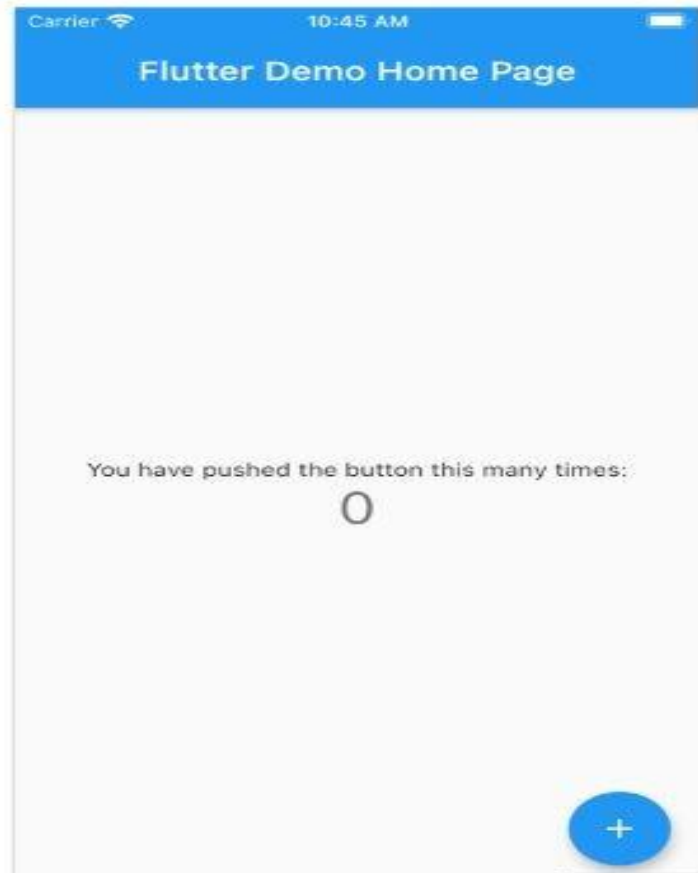 Carrier
10:45 AM
Flutter Demo Home Page
You have pushed the button this many times:
0
+